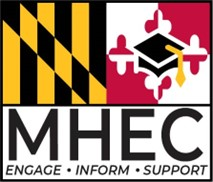 MHEC
ENGAGE • INFORM • SUPPORT